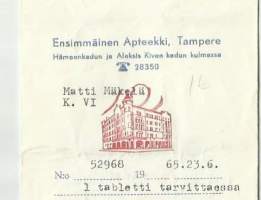 Ensimmäinen Apteekki, Tampere
Hämeenkadun ja Aleksis Kiven kadun kulmassa
☎ 28350
16
Matti Mäkelä
K. VI
52968 65.23.6.
N:o 19
1 tabletti tarvittaessa